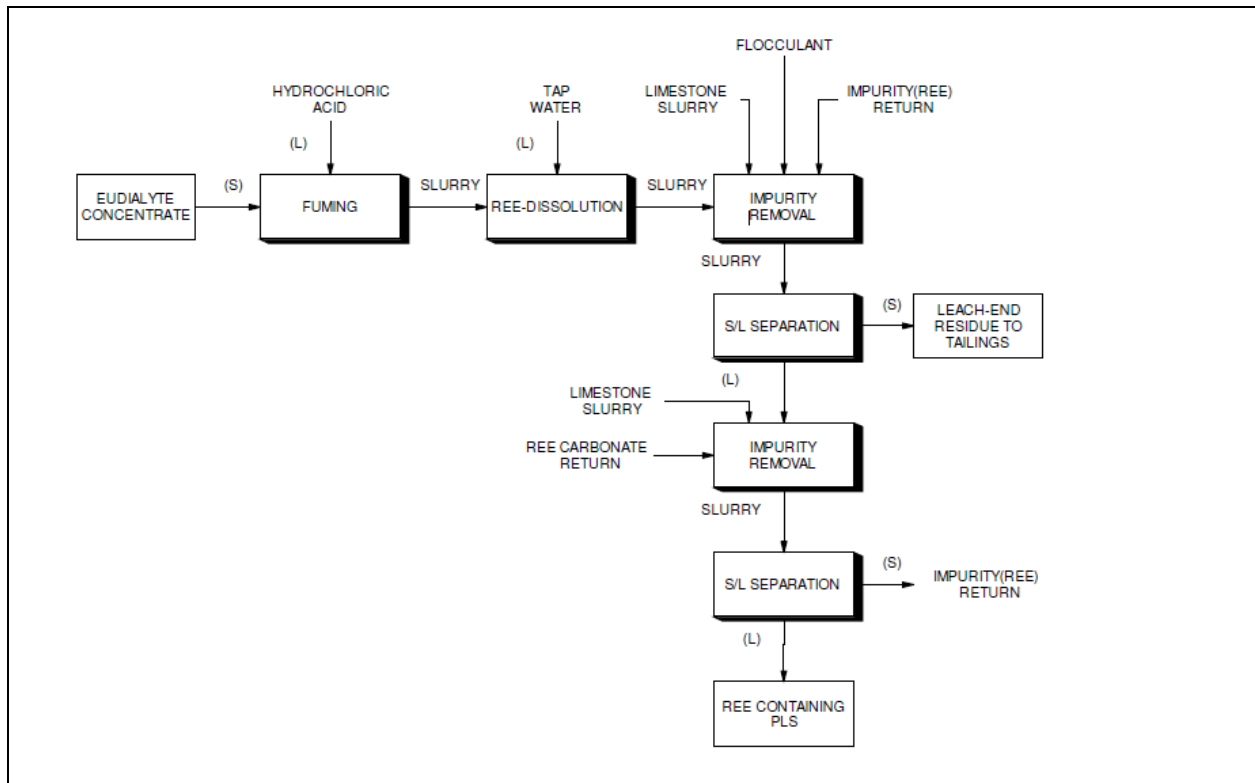 FLOCCULANT
HYDROCHLORIC
ACID
TAP
WATER
LIMESTONE
SLURRY
IMPURITY(REE)
RETURN
(L)
(L)
EUDIALYTE
CONCENTRATE
(S)
FUMING
SLURRY
REE-DISSOLUTION
SLURRY
IMPURITY
REMOVAL
SLURRY
S/L SEPARATION
(S)
LEACH-END
RESIDUE TO
TAILINGS
(L)
LIMESTONE
SLURRY
REE CARBONATE
RETURN
IMPURITY
REMOVAL
SLURRY
S/L SEPARATION
(S)
IMPURITY(REE)
RETURN
(L)
REE CONTAINING
PLS